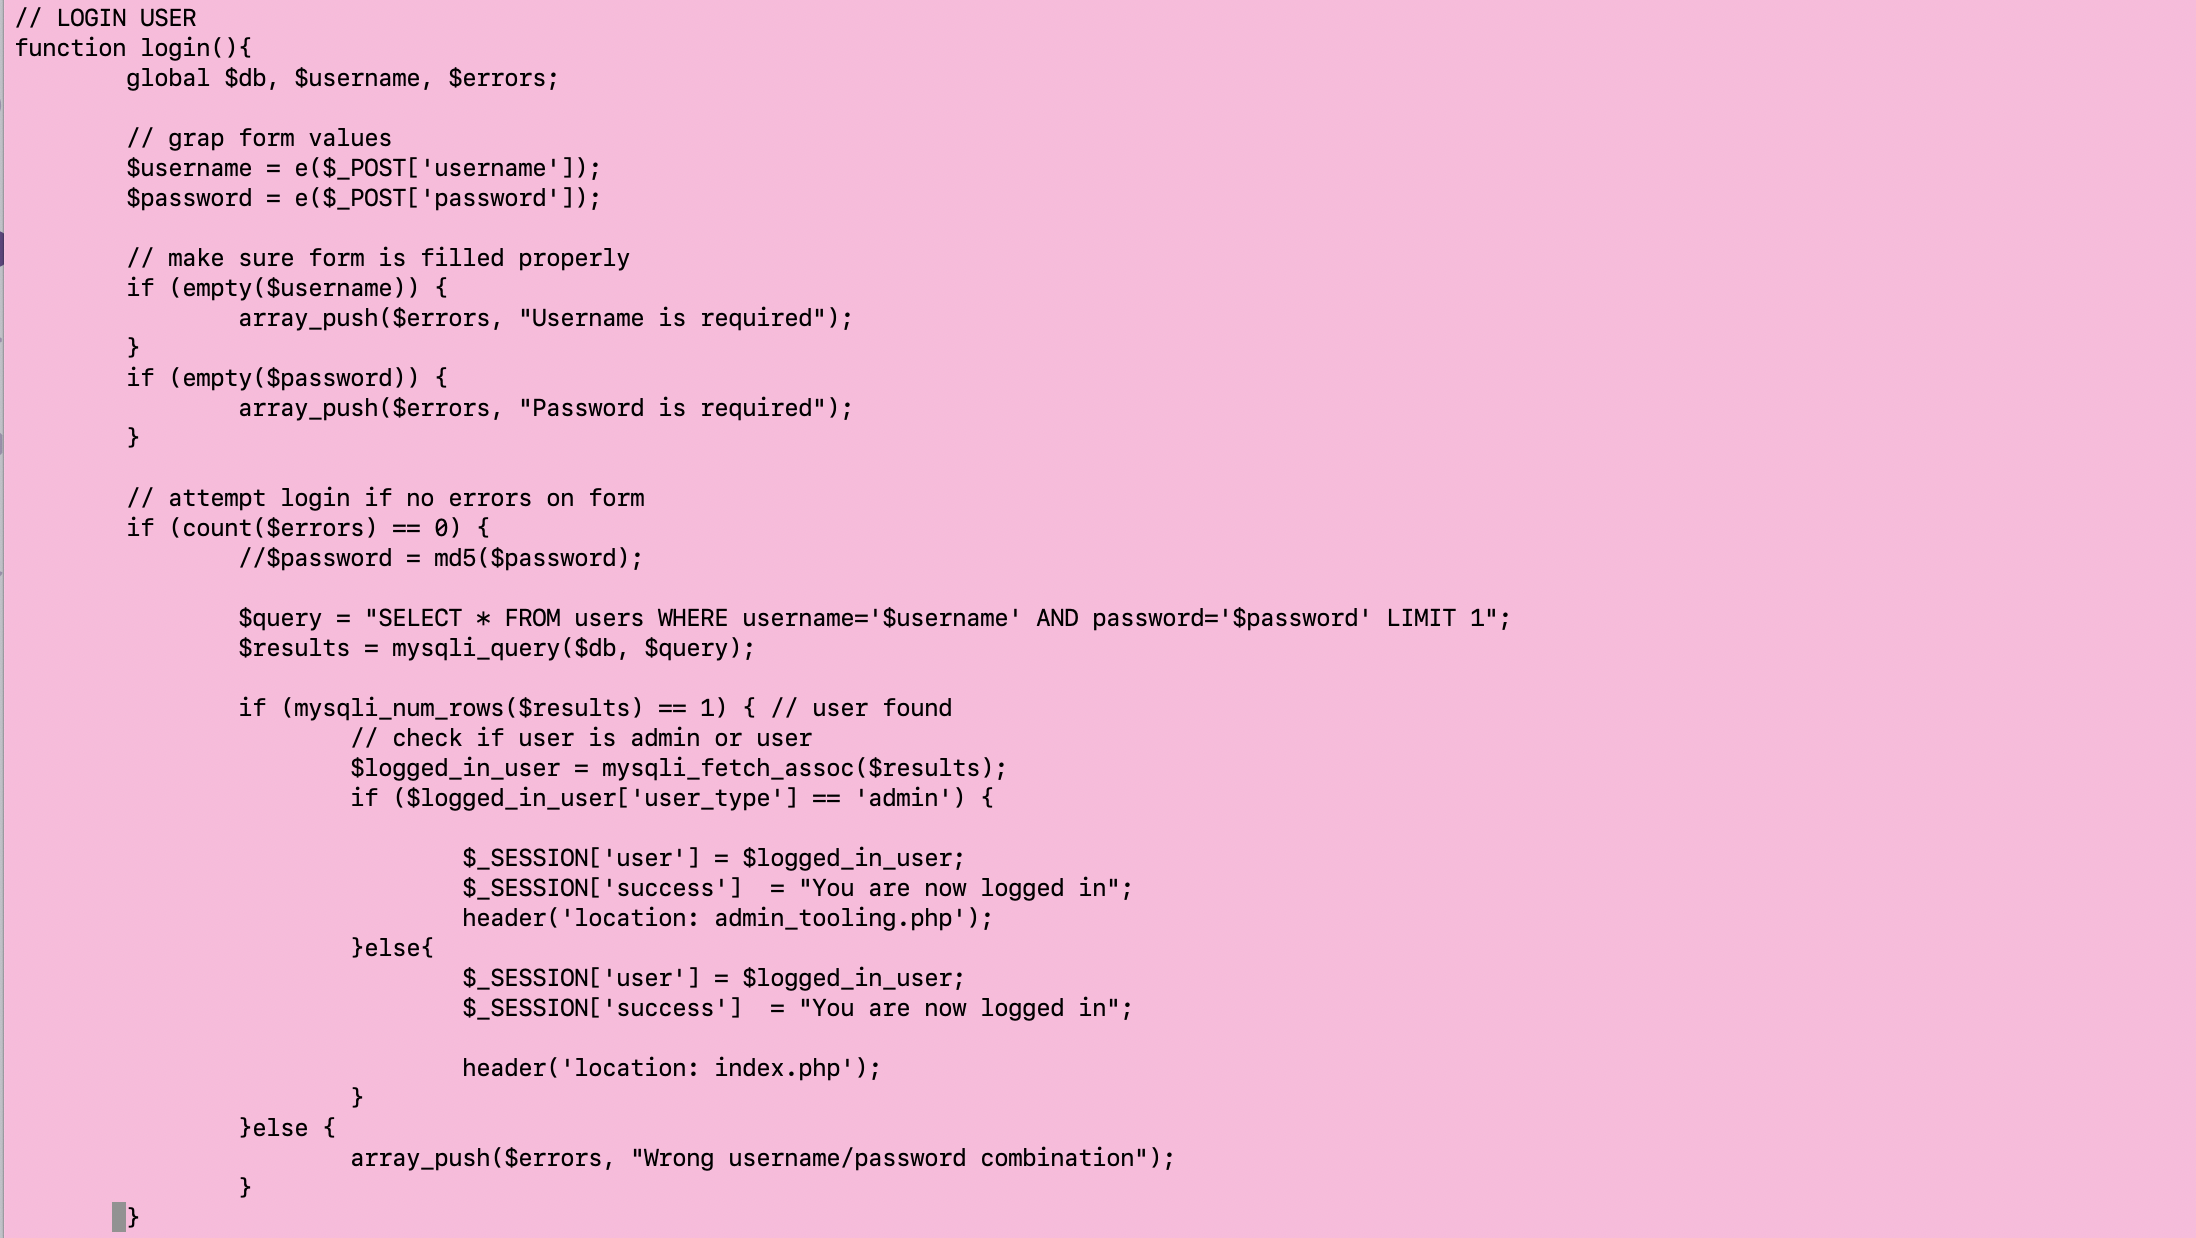 // LOGIN USER
function login(){
        global $db, $username, $errors;

        // grap form values
        $username = e($_POST['username']);
        $password = e($_POST['password']);

        // make sure form is filled properly
        if (empty($username)) {
                array_push($errors, "Username is required");
        }
        if (empty($password)) {
                array_push($errors, "Password is required");
        }

        // attempt login if no errors on form
        if (count($errors) == 0) {
                //$password = md5($password);

                $query = "SELECT * FROM users WHERE username='$username' AND password='$password' LIMIT 1";
                $results = mysqli_query($db, $query);

                if (mysqli_num_rows($results) == 1) { // user found
                        // check if user is admin or user
                        $logged_in_user = mysqli_fetch_assoc($results);
                        if ($logged_in_user['user_type'] == 'admin') {

                                $_SESSION['user'] = $logged_in_user;
                                $_SESSION['success']  = "You are now logged in";
                                header('location: admin_tooling.php');
                        }else{
                                $_SESSION['user'] = $logged_in_user;
                                $_SESSION['success']  = "You are now logged in";

                                header('location: index.php');
                        }
                }else {
                        array_push($errors, "Wrong username/password combination");
                }
        }